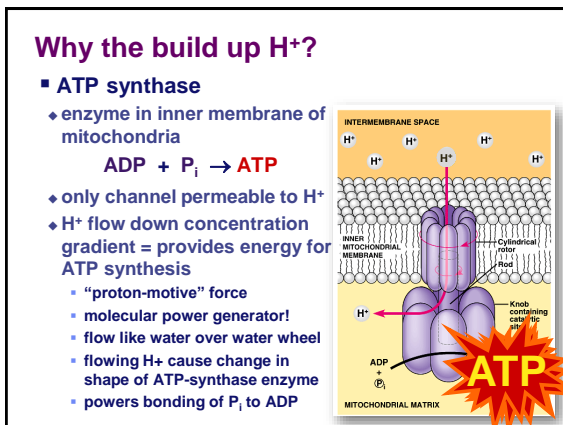 Why the build up H+?
▪ ATP synthase
◆ enzyme in inner membrane of
mitochondria
ADP + Pi → ATP
◆ only channel permeable to H+
◆ H+ flow down concentration
gradient = provides energy for
ATP synthesis
▪ “proton-motive” force
▪ molecular power generator!
▪ flow like water over water wheel
▪ flowing H+ cause change in
shape of ATP-synthase enzyme
▪ powers bonding of Pi to ADP
INTERMEMBRANE SPACE
H+
H+
H+
H+
H+
H+
INNER
MITOCHONDRIAL
MEMBRANE
Cylindrical
rotor
Rod
H+
Knob
containing
catalytic
ADP
+
Pi
ATP
MITOCHONDRIAL MATRIX